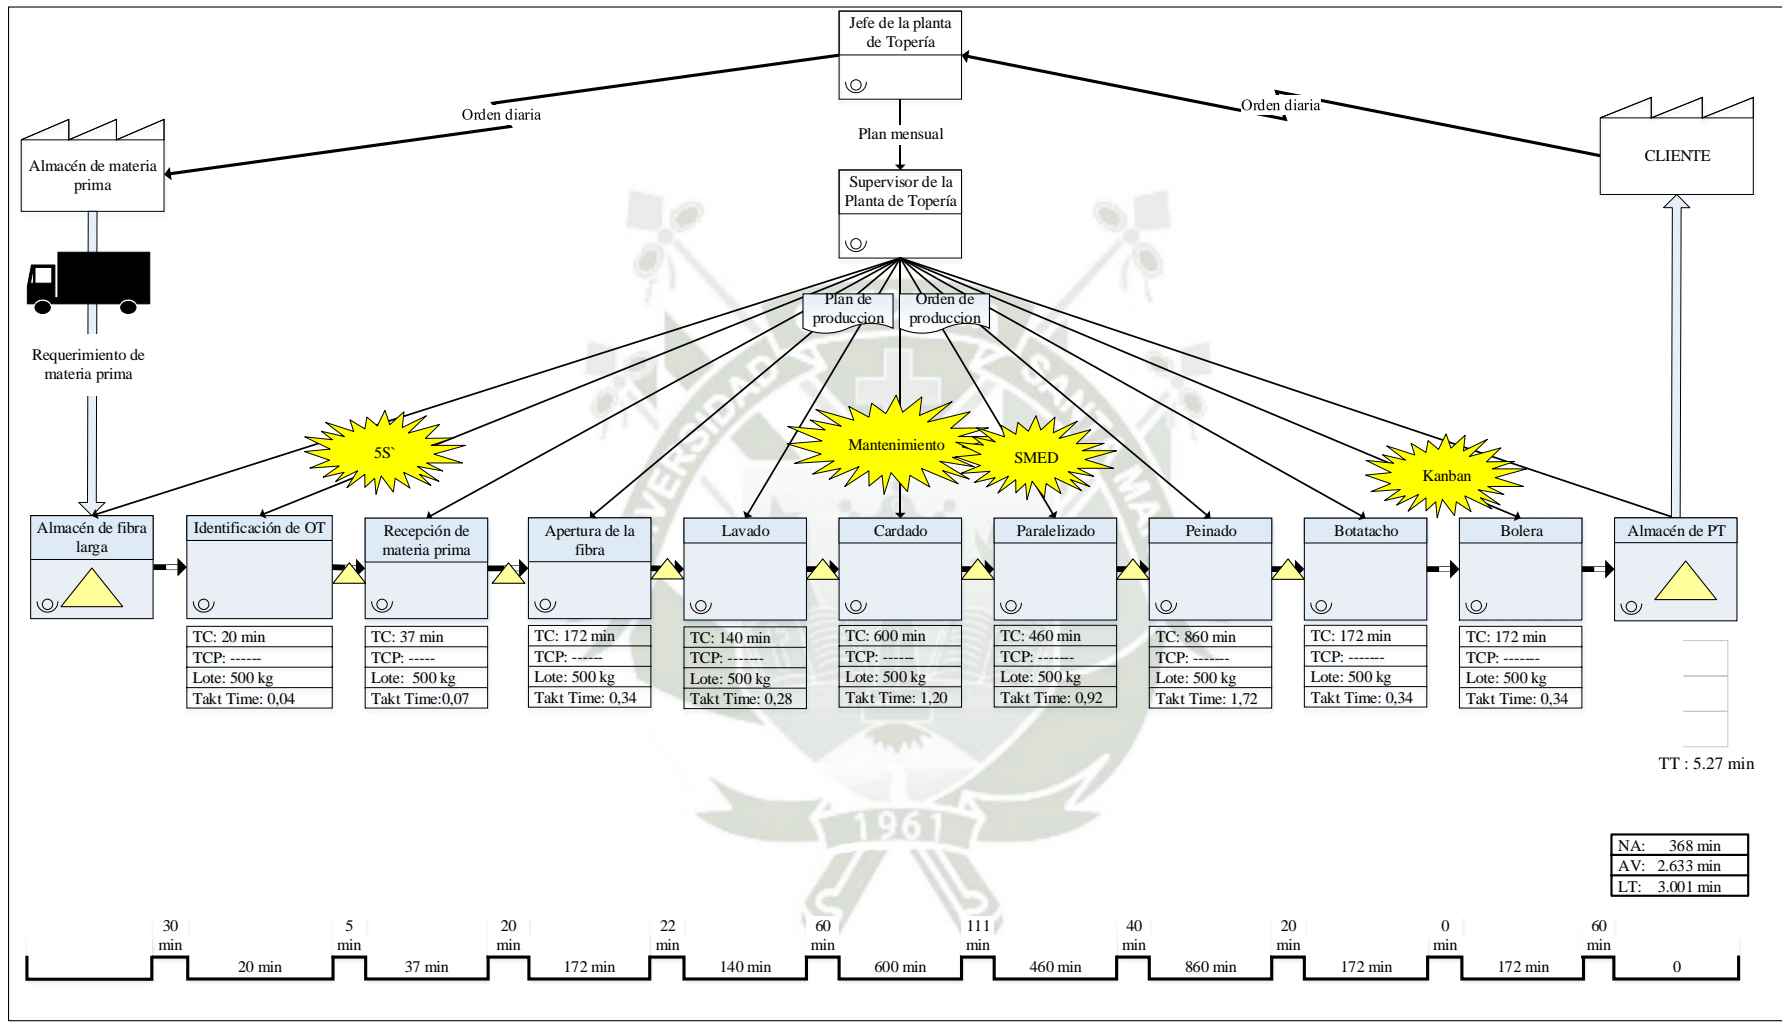 Jefe de la planta
de Topería
Orden diaria
Orden diaria
Plan mensual
Almacén de materia
prima
CLIENTE
Supervisor de la
Planta de Topería
Plan de
produccion
Orden de
produccion
Requerimiento de
materia prima
5S`
Mantenimiento
SMED
Kanban
UNIVERSIDAD
Almacén de fibra
larga
Identificación de OT
Recepción de
materia prima
Apertura de la
fibra
Lavado
Cardado
Paralelizado
Peinado
Botatacho
Bolera
Almacén de PT
TC: 20 min
TCP: ------
Lote: 500 kg
Takt Time: 0,04
TC: 37 min
TCP: -----
Lote: 500 kg
Takt Time:0,07
TC: 172 min
TCP: ------
Lote: 500 kg
Takt Time: 0,34
TC: 140 min
TCP: -------
Lote: 500 kg
Takt Time: 0,28
TC: 600 min
TCP: ------
Lote: 500 kg
Takt Time: 1,20
TC: 460 min
TCP: -------
Lote: 500 kg
Takt Time: 0,92
TC: 860 min
TCP: -------
Lote: 500 kg
Takt Time: 1,72
TC: 172 min
TCP: -------
Lote: 500 kg
Takt Time: 0,34
TC: 172 min
TCP: -------
Lote: 500 kg
Takt Time: 0,34
TT : 5.27 min
1961
NA: 368 min
AV: 2.633 min
LT: 3.001 min
30
min
5
min
20
min
22
min
60
min
111
min
40
min
20
min
0
min
60
min
20 min
37 min
172 min
140 min
600 min
460 min
860 min
172 min
172 min
0